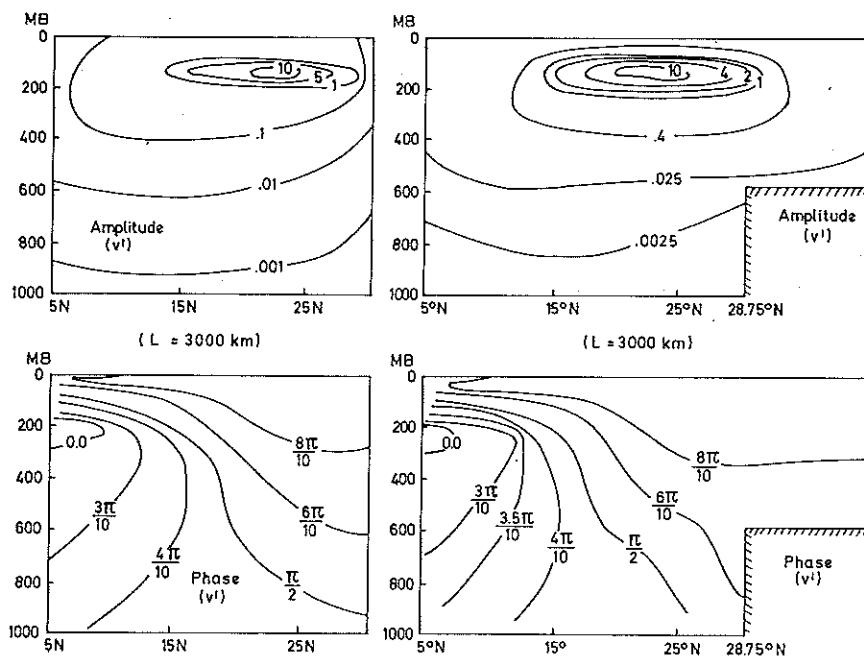 MB
0
200
400
600
800
1000
10
5
1
.1
.01
.001
Amplitude
(v')
5N
15N
25N
(L = 3000 km)
MB
0
200
400
600
800
1000
10
4
2
1
.4
.025
.0025
Amplitude
(v')
5°N
15°N
25°N
28.75°N
(L = 3000 km)
MB
0
200
400
600
800
1000
0.0
3π/10
4π/10
8π/10
6π/10
π/2
Phase
(v')
5N
15N
25N
0
200
400
600
800
1000
MB
0.0
3π/10
3.5π/10
4π/10
π/2
6π/10
8π/10
Phase
(v')
5°N
15°
25°N
28.75°N